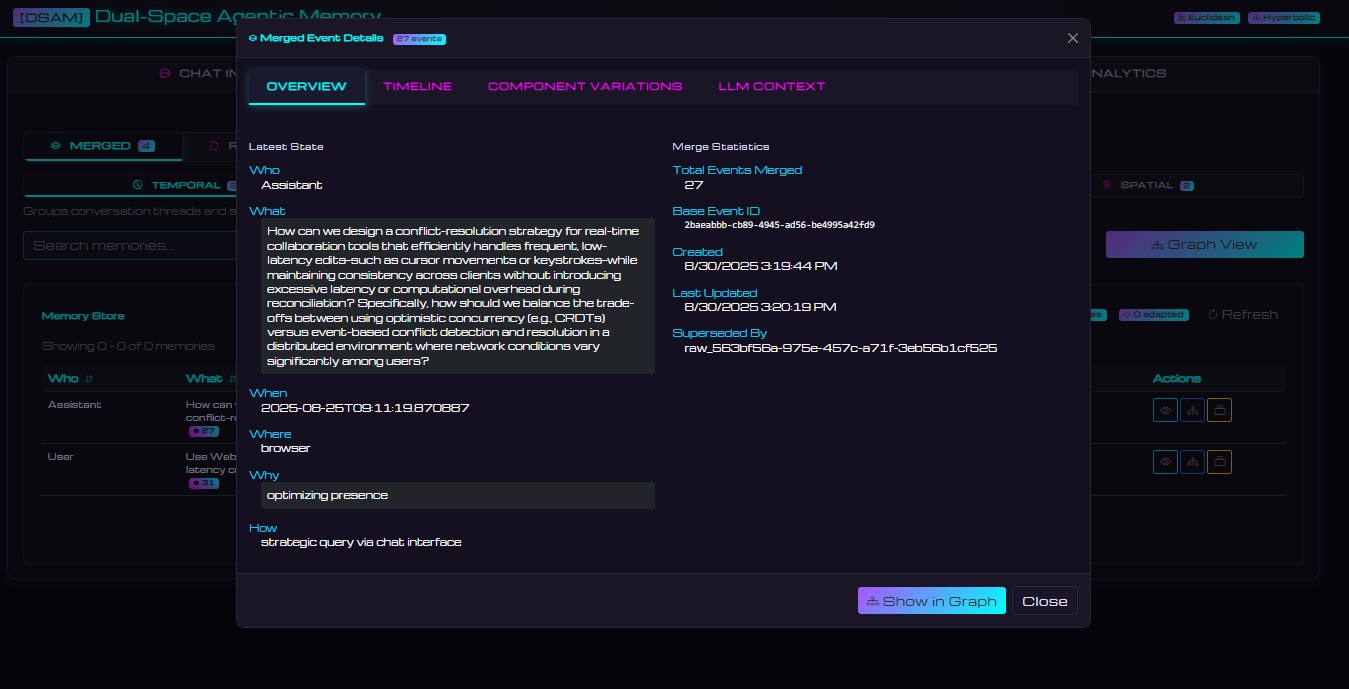 [DSAM] Dual-Space Agentic Memory
Euclidean
Hyperbolic
Merged Event Details 27 events
CHAT IN
NALYTICS
OVERVIEW TIMELINE COMPONENT VARIATIONS LLM CONTEXT
MERGED 4
R
TEMPORAL
SPATIAL 2
Groups conversation threads and s
Search memories...
Graph View
Memory Store
0 adapted
Refresh
Showing 0 - 0 of 0 memories
Who
What
Actions
Assistant
How can
conflict-r
27
User
Use Web
latency c
31
Latest State
Who
Assistant
What
How can we design a conflict-resolution strategy for real-time
collaboration tools that efficiently handles frequent, low-
latency edits-such as cursor movements or keystrokes-while
maintaining consistency across clients without introducing
excessive latency or computational overhead during
reconciliation? Specifically, how should we balance the trade-
offs between using optimistic concurrency (e.g., CRDTs)
versus event-based conflict detection and resolution in a
distributed environment where network conditions vary
significantly among users?
When
2025-08-25T09:11:19.870887
Where
browser
Why
optimizing presence
How
strategic query via chat interface
Merge Statistics
Total Events Merged
27
Base Event ID
2baeabbb-cb89-4945-ad56-be4995a42fd9
Created
8/30/2025 3:19:44 PM
Last Updated
8/30/2025 3:20:19 PM
Superseded By
raw_563bf56a-975e-457c-a71f-3eb56b1cf525
Show in Graph
Close